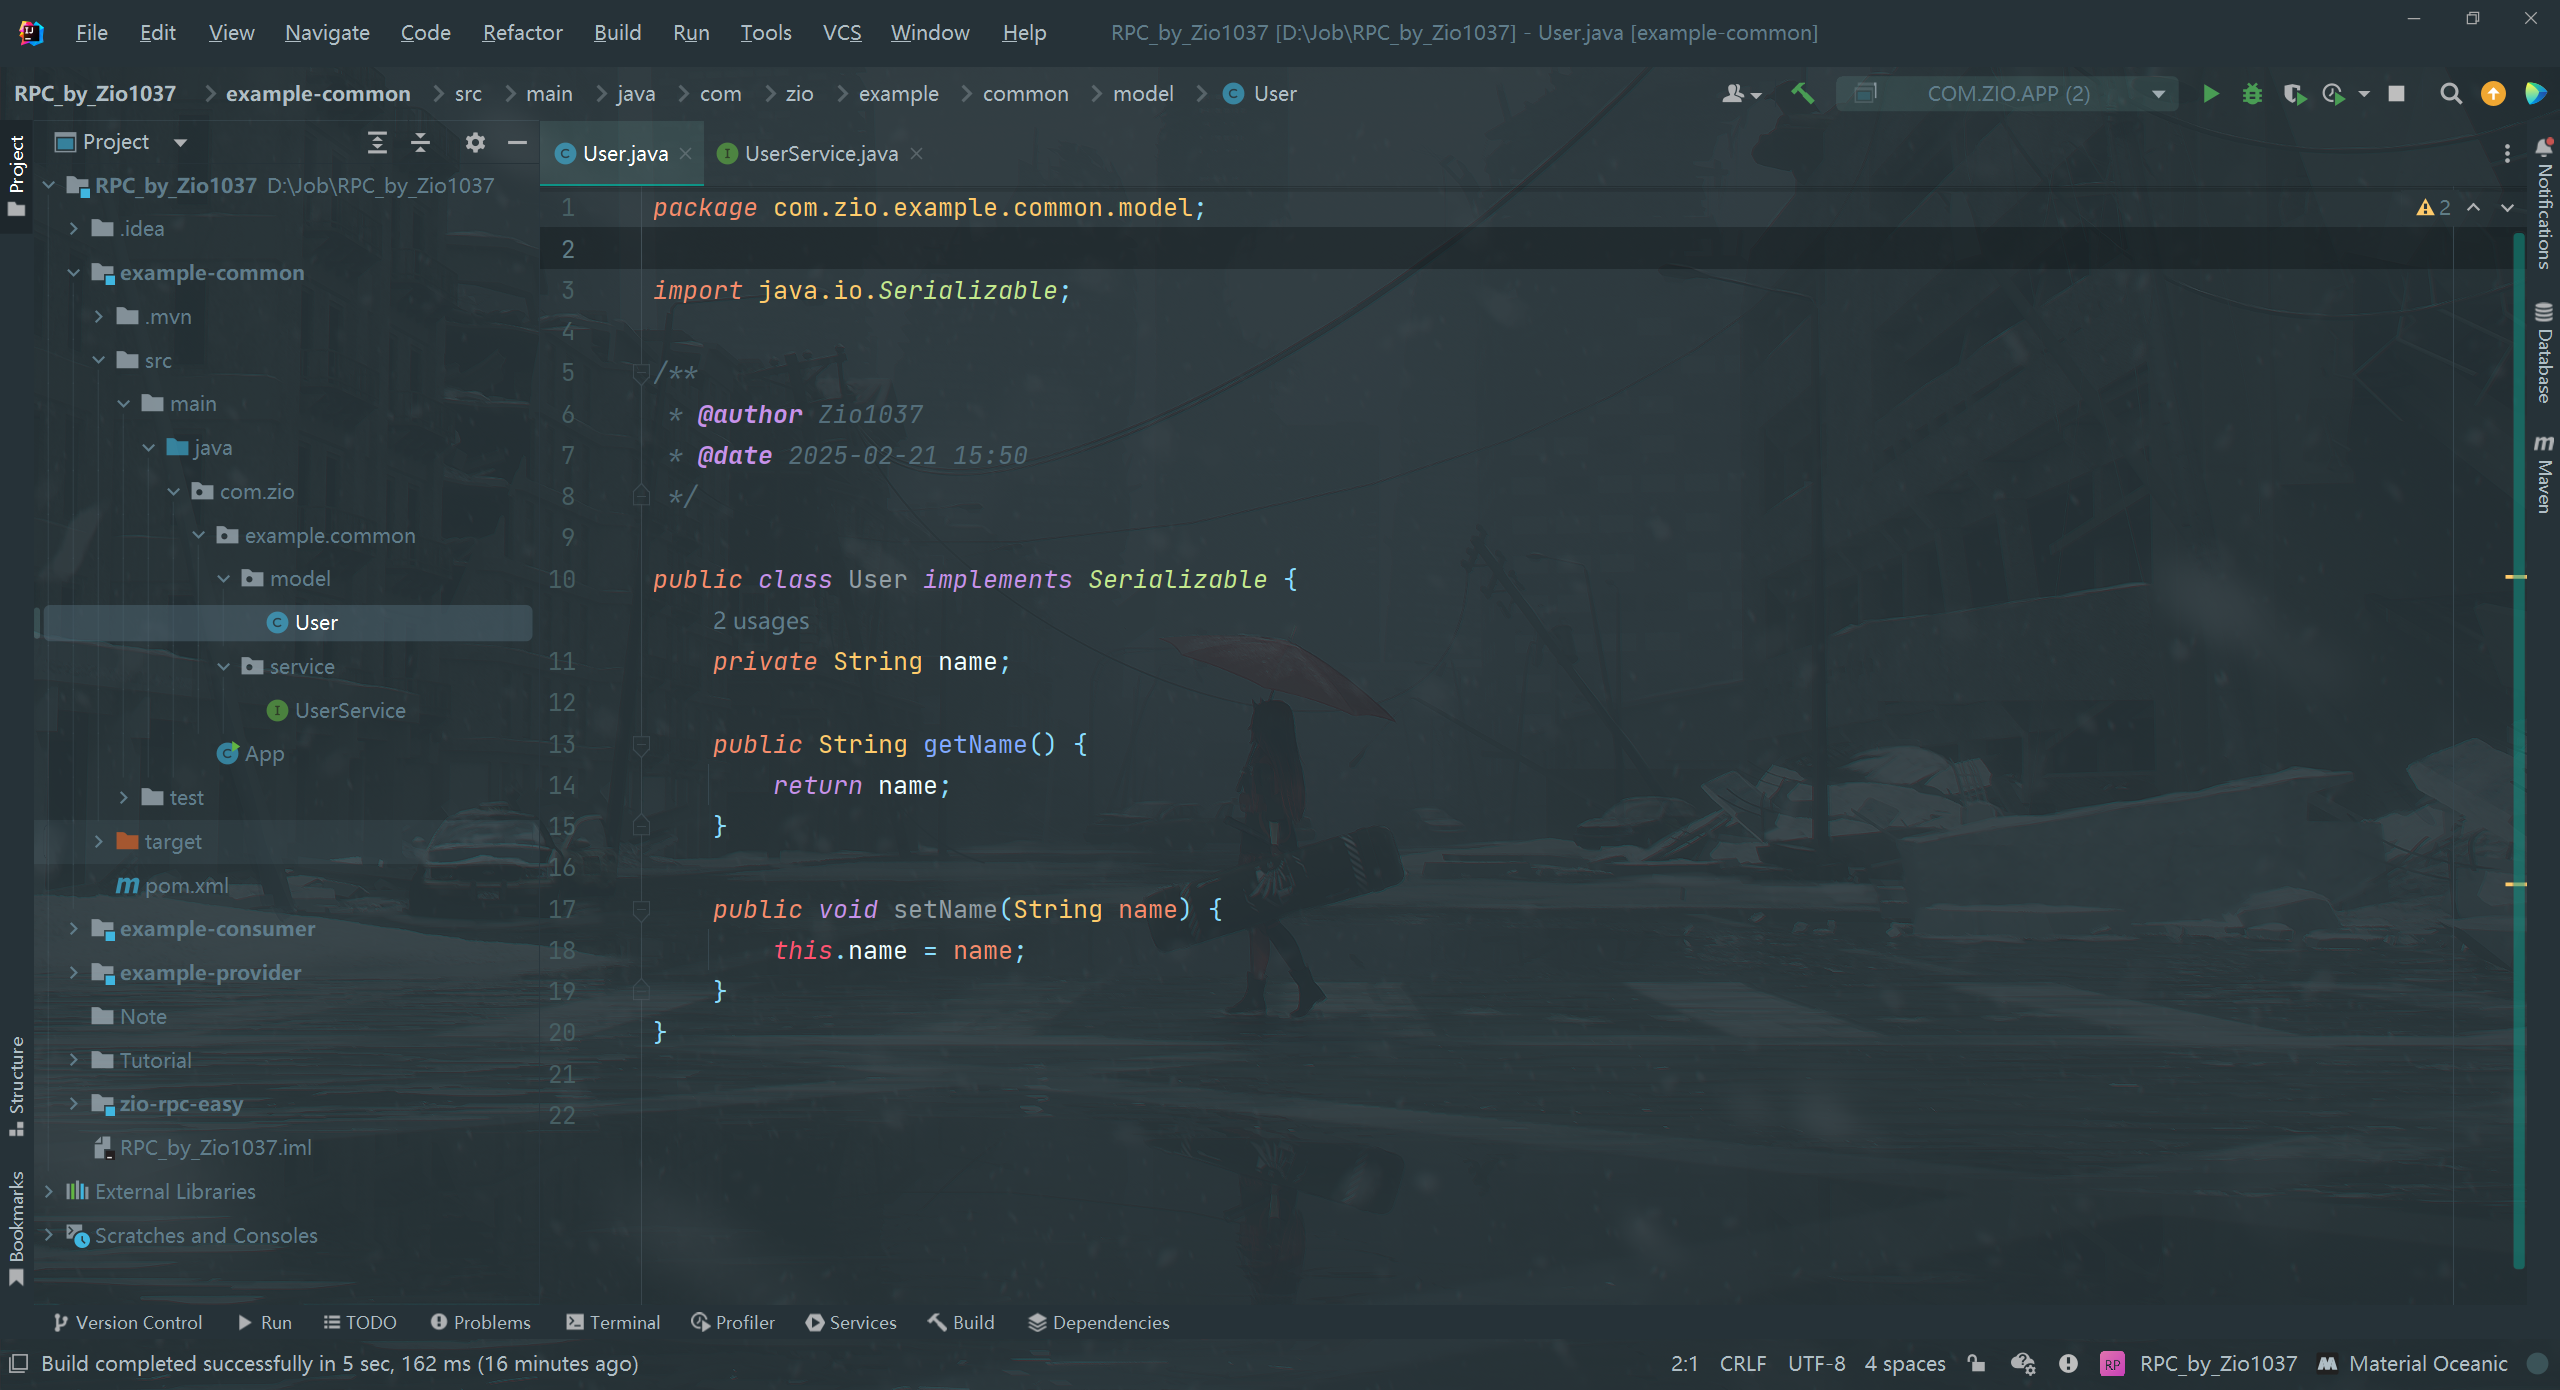 File Edit View Navigate Code Refactor Build Run Tools VCS Window Help RPC_by_Zio1037 [D:\Job\RPC_by_Zio1037] - User.java [example-common]
RPC_by_Zio1037 example-common src main java com zio example common model User COM.ZIO.APP (2)
Project
Project
User.java UserService.java
RPC_by_Zio1037 D:\Job\RPC_by_Zio1037
.idea
example-common
.mvn
src
main
java
com.zio
example.common
model
User
service
UserService
App
test
target
pom.xml
example-consumer
example-provider
Note
Tutorial
zio-rpc-easy
RPC_by_Zio1037.iml
External Libraries
Scratches and Consoles
Structure
Bookmarks
1 package com.zio.example.common.model;
2
3 import java.io.Serializable;
4
5 /**
6 * @author Zio1037
7 * @date 2025-02-21 15:50
8 */
9
10 public class User implements Serializable {
2 usages
11 private String name;
12
13 public String getName() {
14 return name;
15 }
16
17 public void setName(String name) {
18 this.name = name;
19 }
20 }
21
22
2
Notifications
Database
Maven
Version Control Run TODO Problems Terminal Profiler Services Build Dependencies
Build completed successfully in 5 sec, 162 ms (16 minutes ago) 2:1 CRLF UTF-8 4 spaces RP RPC_by_Zio1037 Material Oceanic